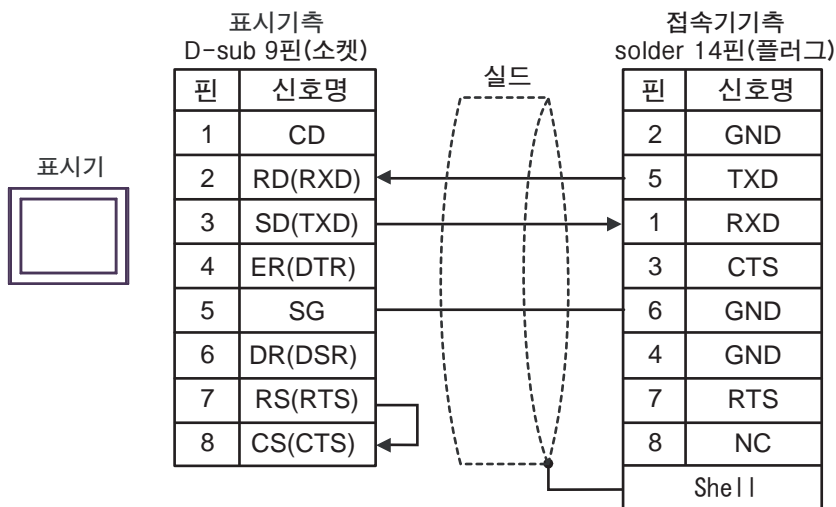 표시기측
D-sub 9핀(소켓)
접속기기측
solder 14핀(플러그)
실드
표시기
핀 신호명
1 CD
2 RD(RXD)
3 SD(TXD)
4 ER(DTR)
5 SG
6 DR(DSR)
7 RS(RTS)
8 CS(CTS)
핀 신호명
2 GND
5 TXD
1 RXD
3 CTS
6 GND
4 GND
7 RTS
8 NC
Shell